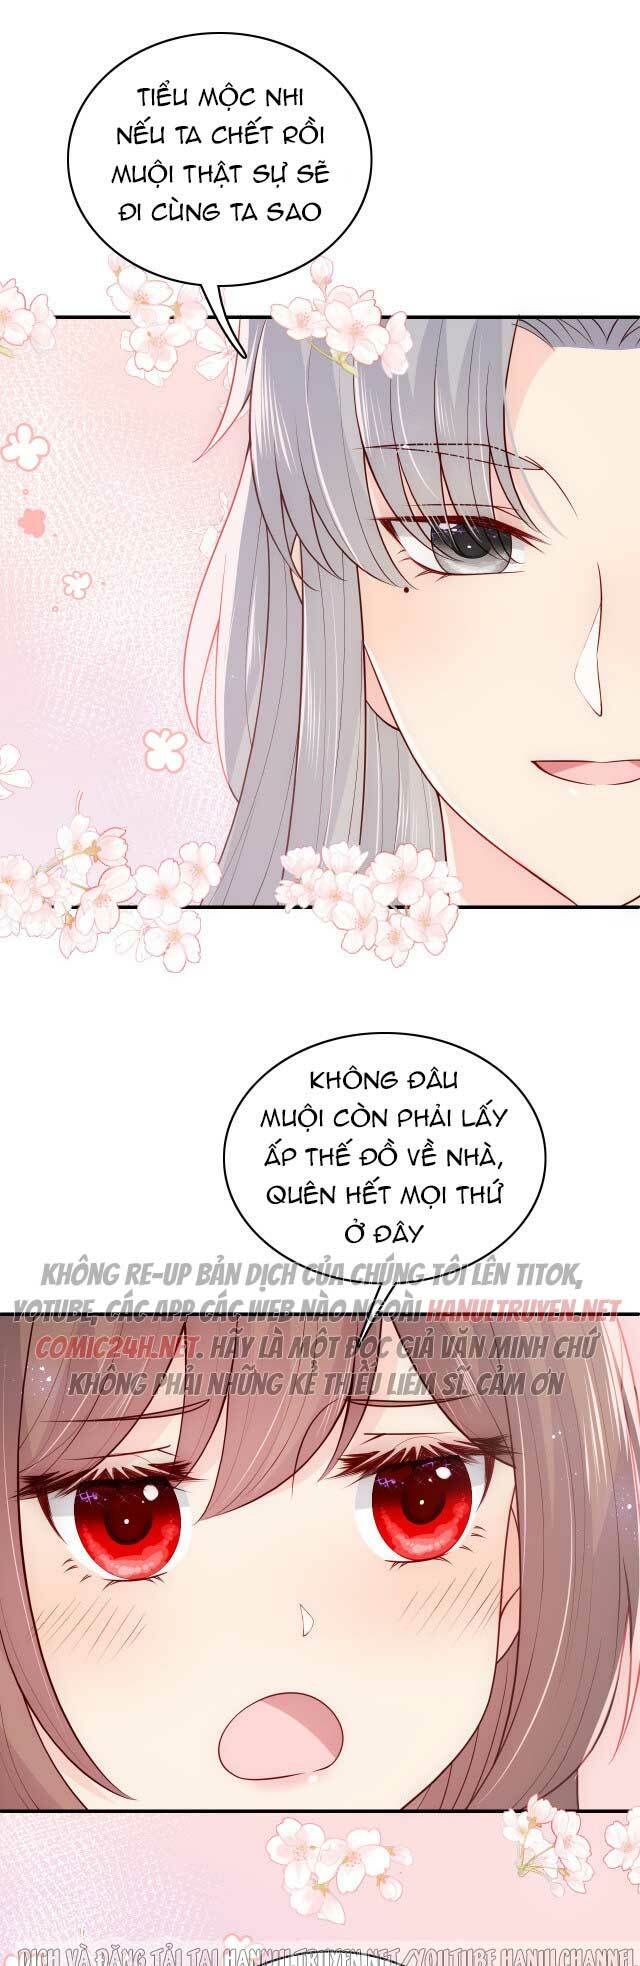 TIỂU MỘC NHI
NẾU TA CHẾT RỒI
MUỘI THẬT SỰ SẼ
ĐI CÙNG TA SAO
KHÔNG ĐÂU
MUỘI CÒN PHẢI LẤY
ẤP THẾ ĐỒ VỀ NHÀ,
QUÊN HẾT MỌI THỨ
Ở ĐÂY
KHÔNG RE-UP BẢN DỊCH CỦA CHÚNG TÔI LÊN TITOK,
YOTUBE, CÁC APP CÁC WEB NÀO NGOÀI HANULTRUYEN.NET
COMIC24H.NET. HÃY LÀ MỘT ĐỘC GIẢ VĂN MINH CHỨ
KHÔNG PHẢI NHỮNG KẺ THIẾU LIÊM SĨ. CẢM ƠN
DỊCH VÀ ĐĂNG TẢI TẠI HANNULTRUYEN.NET/YOUTUBE HANUL CHANNEL